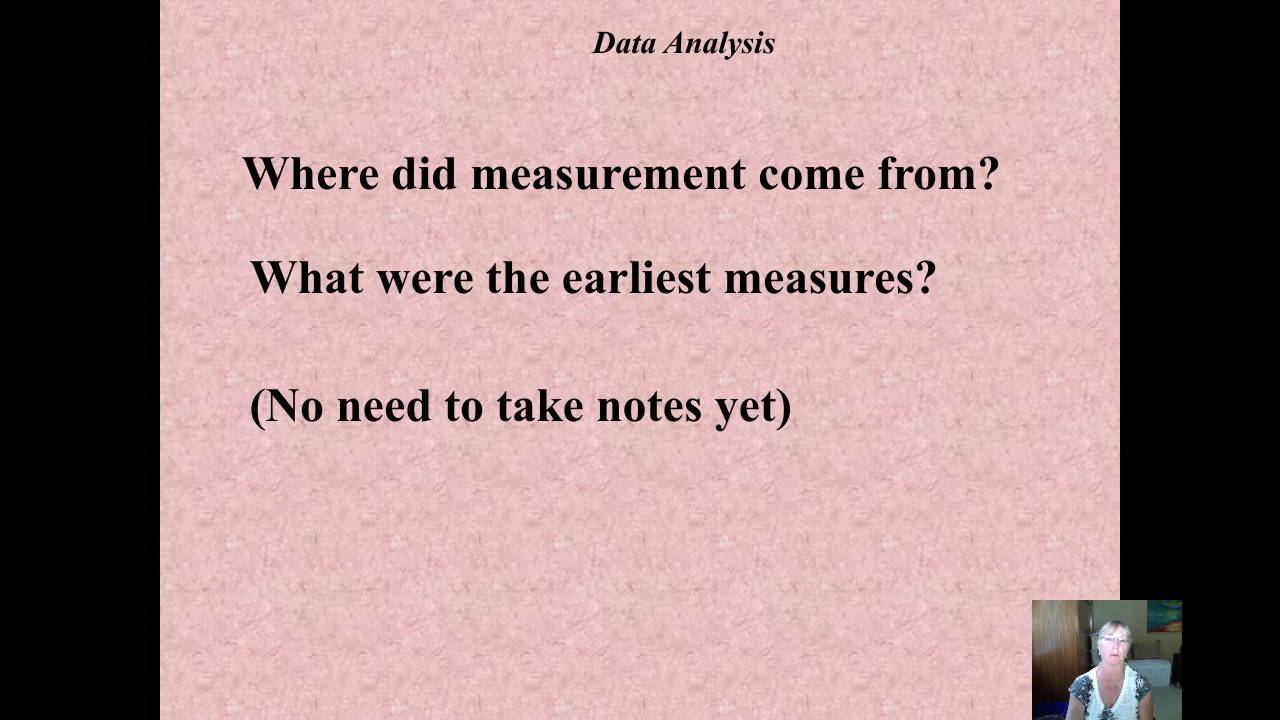 Data Analysis
Where did measurement come from?
What were the earliest measures?
(No need to take notes yet)